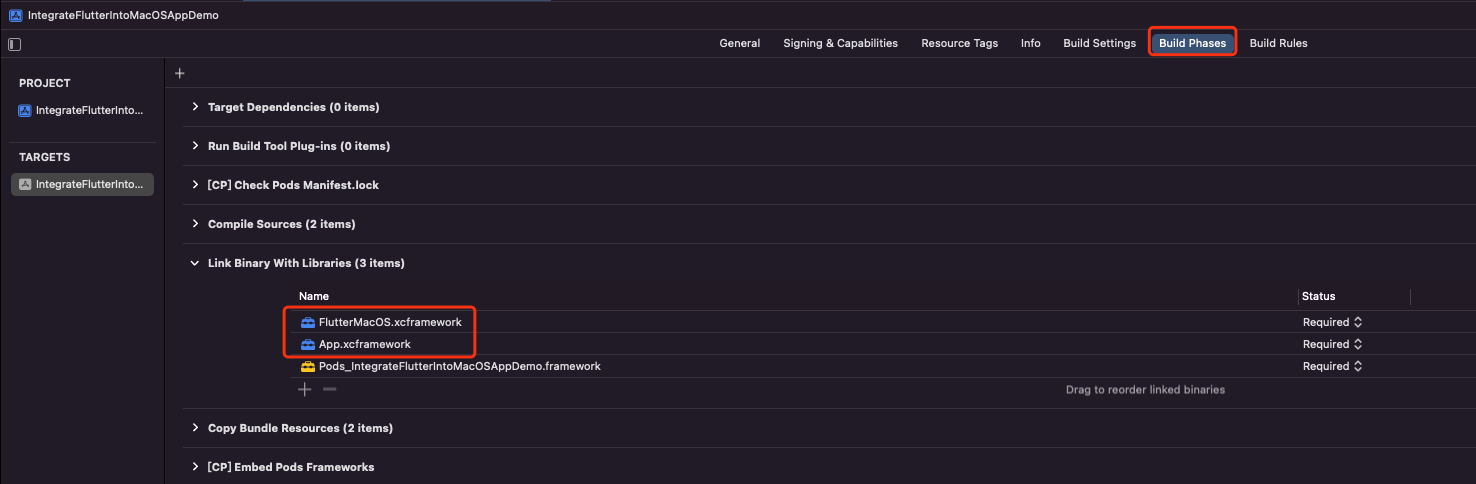 IntegrateFlutterIntoMacOSAppDemo
General Signing & Capabilities Resource Tags Info Build Settings Build Phases Build Rules
PROJECT
IntegrateFlutterInto...
TARGETS
IntegrateFlutterInto...
Target Dependencies (0 items)
Run Build Tool Plug-ins (0 items)
[CP] Check Pods Manifest.lock
Compile Sources (2 items)
Link Binary With Libraries (3 items)
Name Status
FlutterMacOS.xcframework Required
App.xcframework Required
Pods_IntegrateFlutterIntoMacOSAppDemo.framework Required
Drag to reorder linked binaries
Copy Bundle Resources (2 items)
[CP] Embed Pods Frameworks